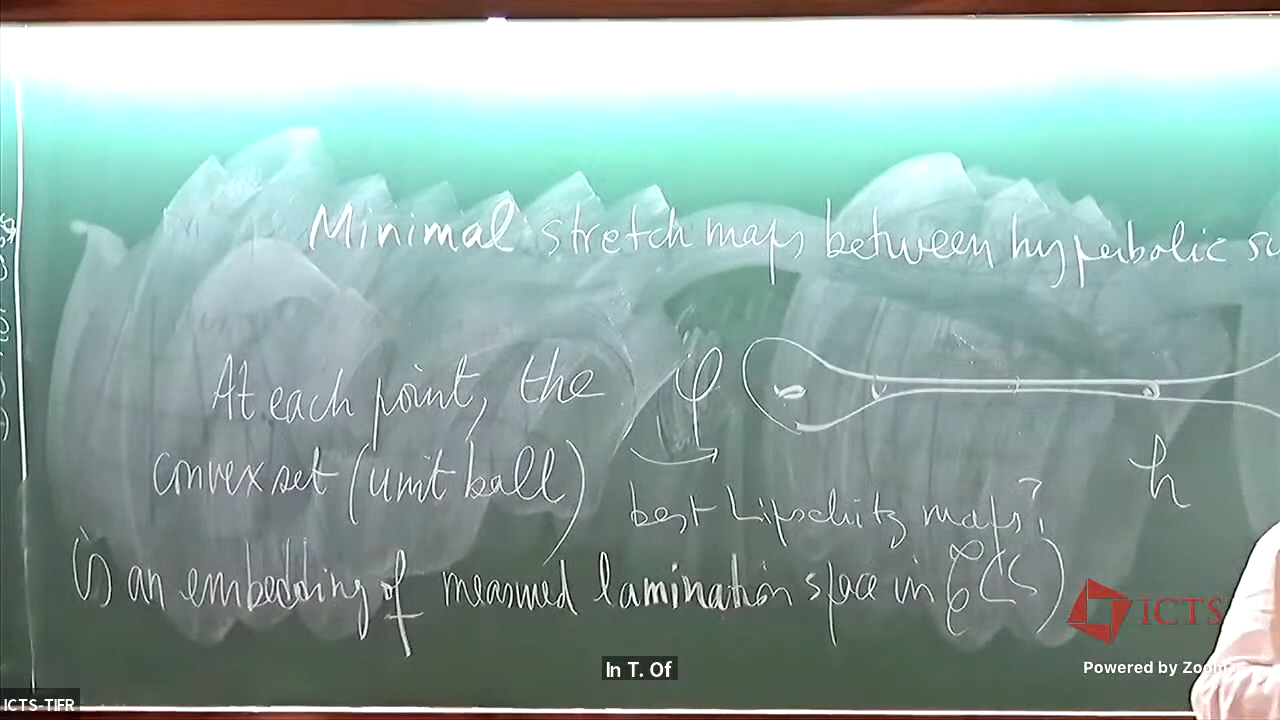 Minimal stretch maps between hyperbolic su
At each point, the
convex set (unit ball)
φ
h
best Lipschitz maps?
is an embedding of measured lamination space in
In T. Of
ICTS
Powered by Zoom
ICTS-TIFR